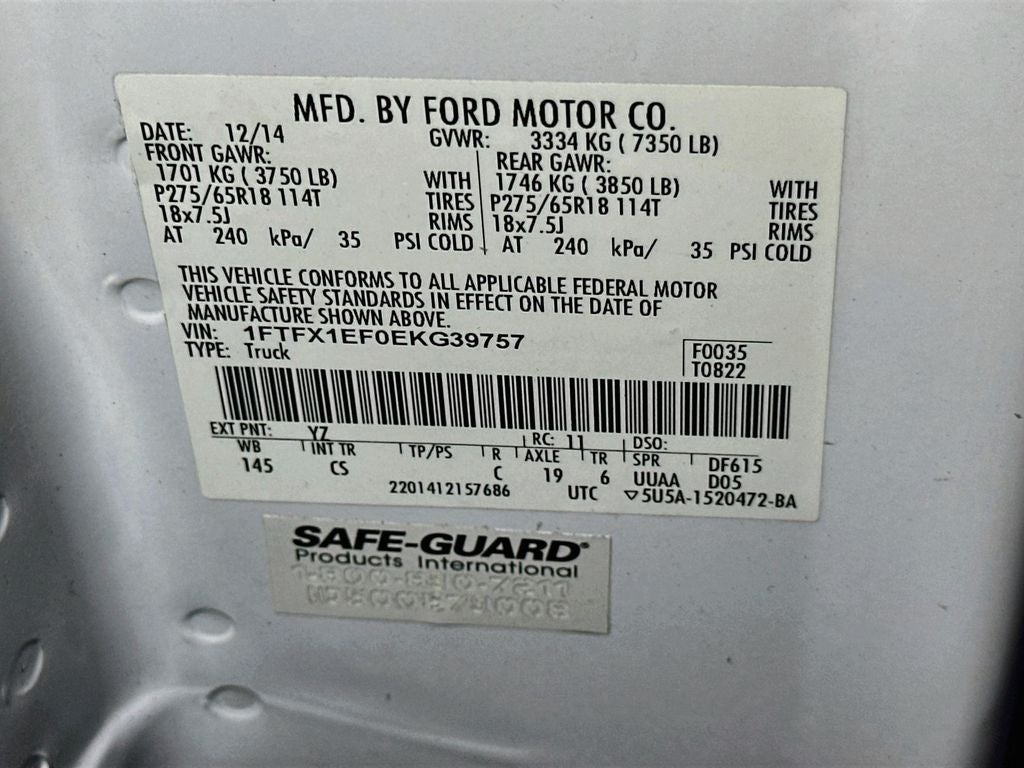 MFD. BY FORD MOTOR CO.
DATE: 12/14 GVWR: 3334 KG ( 7350 LB)
FRONT GAWR: REAR GAWR:
1701 KG ( 3750 LB) WITH 1746 KG ( 3850 LB) WITH
P275/65R18 114T TIRES P275/65R18 114T TIRES
18x7.5J RIMS 18x7.5J RIMS
AT 240 kPa/ 35 PSI COLD AT 240 kPa/ 35 PSI COLD
THIS VEHICLE CONFORMS TO ALL APPLICABLE FEDERAL MOTOR
VEHICLE SAFETY STANDARDS IN EFFECT ON THE DATE OF
MANUFACTURE SHOWN ABOVE.
VIN: 1FTFX1EF0EKG39757
TYPE: Truck
F0035
T0822
EXT PNT: YZ RC: 11 DSO:
WB INT TR TP/PS R AXLE TR SPR DF615
145 CS C 19 6 UUAA D05
2201412157686 UTC ▽5U5A-1520472-BA
SAFE-GUARD®
Products International